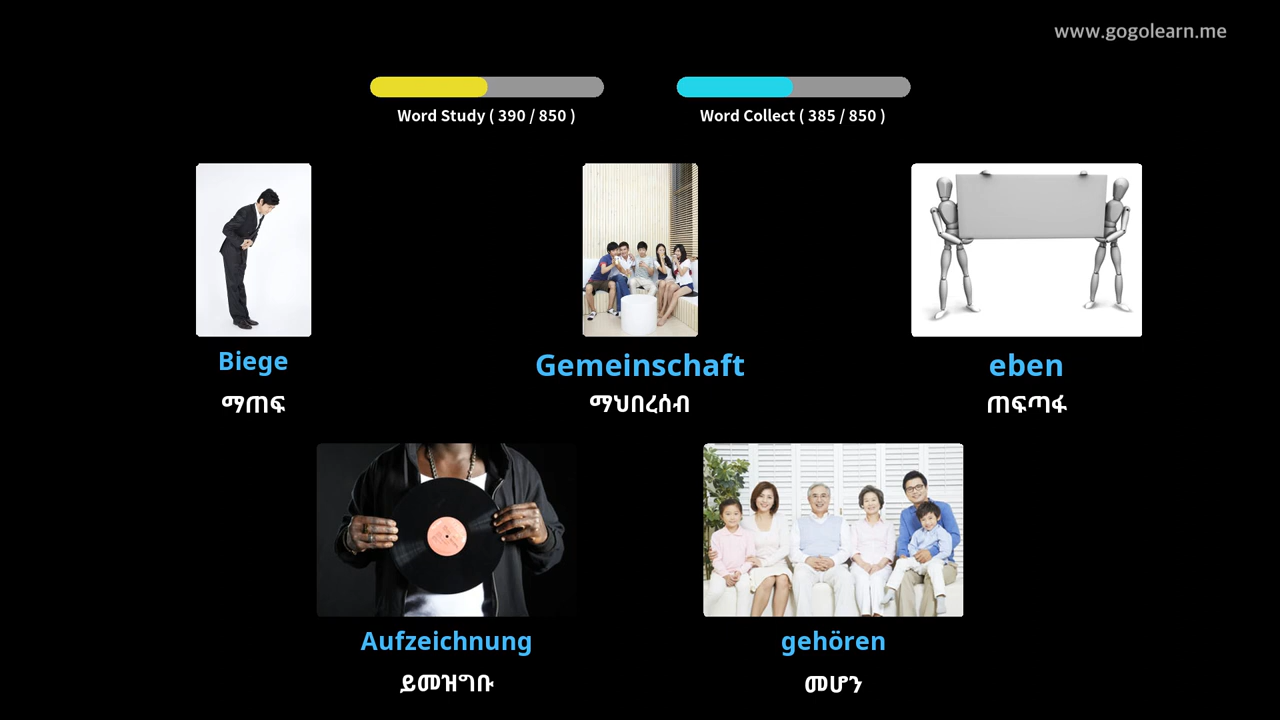 www.gogolearn.me
Word Study ( 390 / 850 )
Word Collect ( 385 / 850 )
Biege
Gemeinschaft
eben
ማጠፍ
ማህበረሰብ
ጠፍጣፋ
Aufzeichnung
gehören
ይመዝግቡ
መሆን